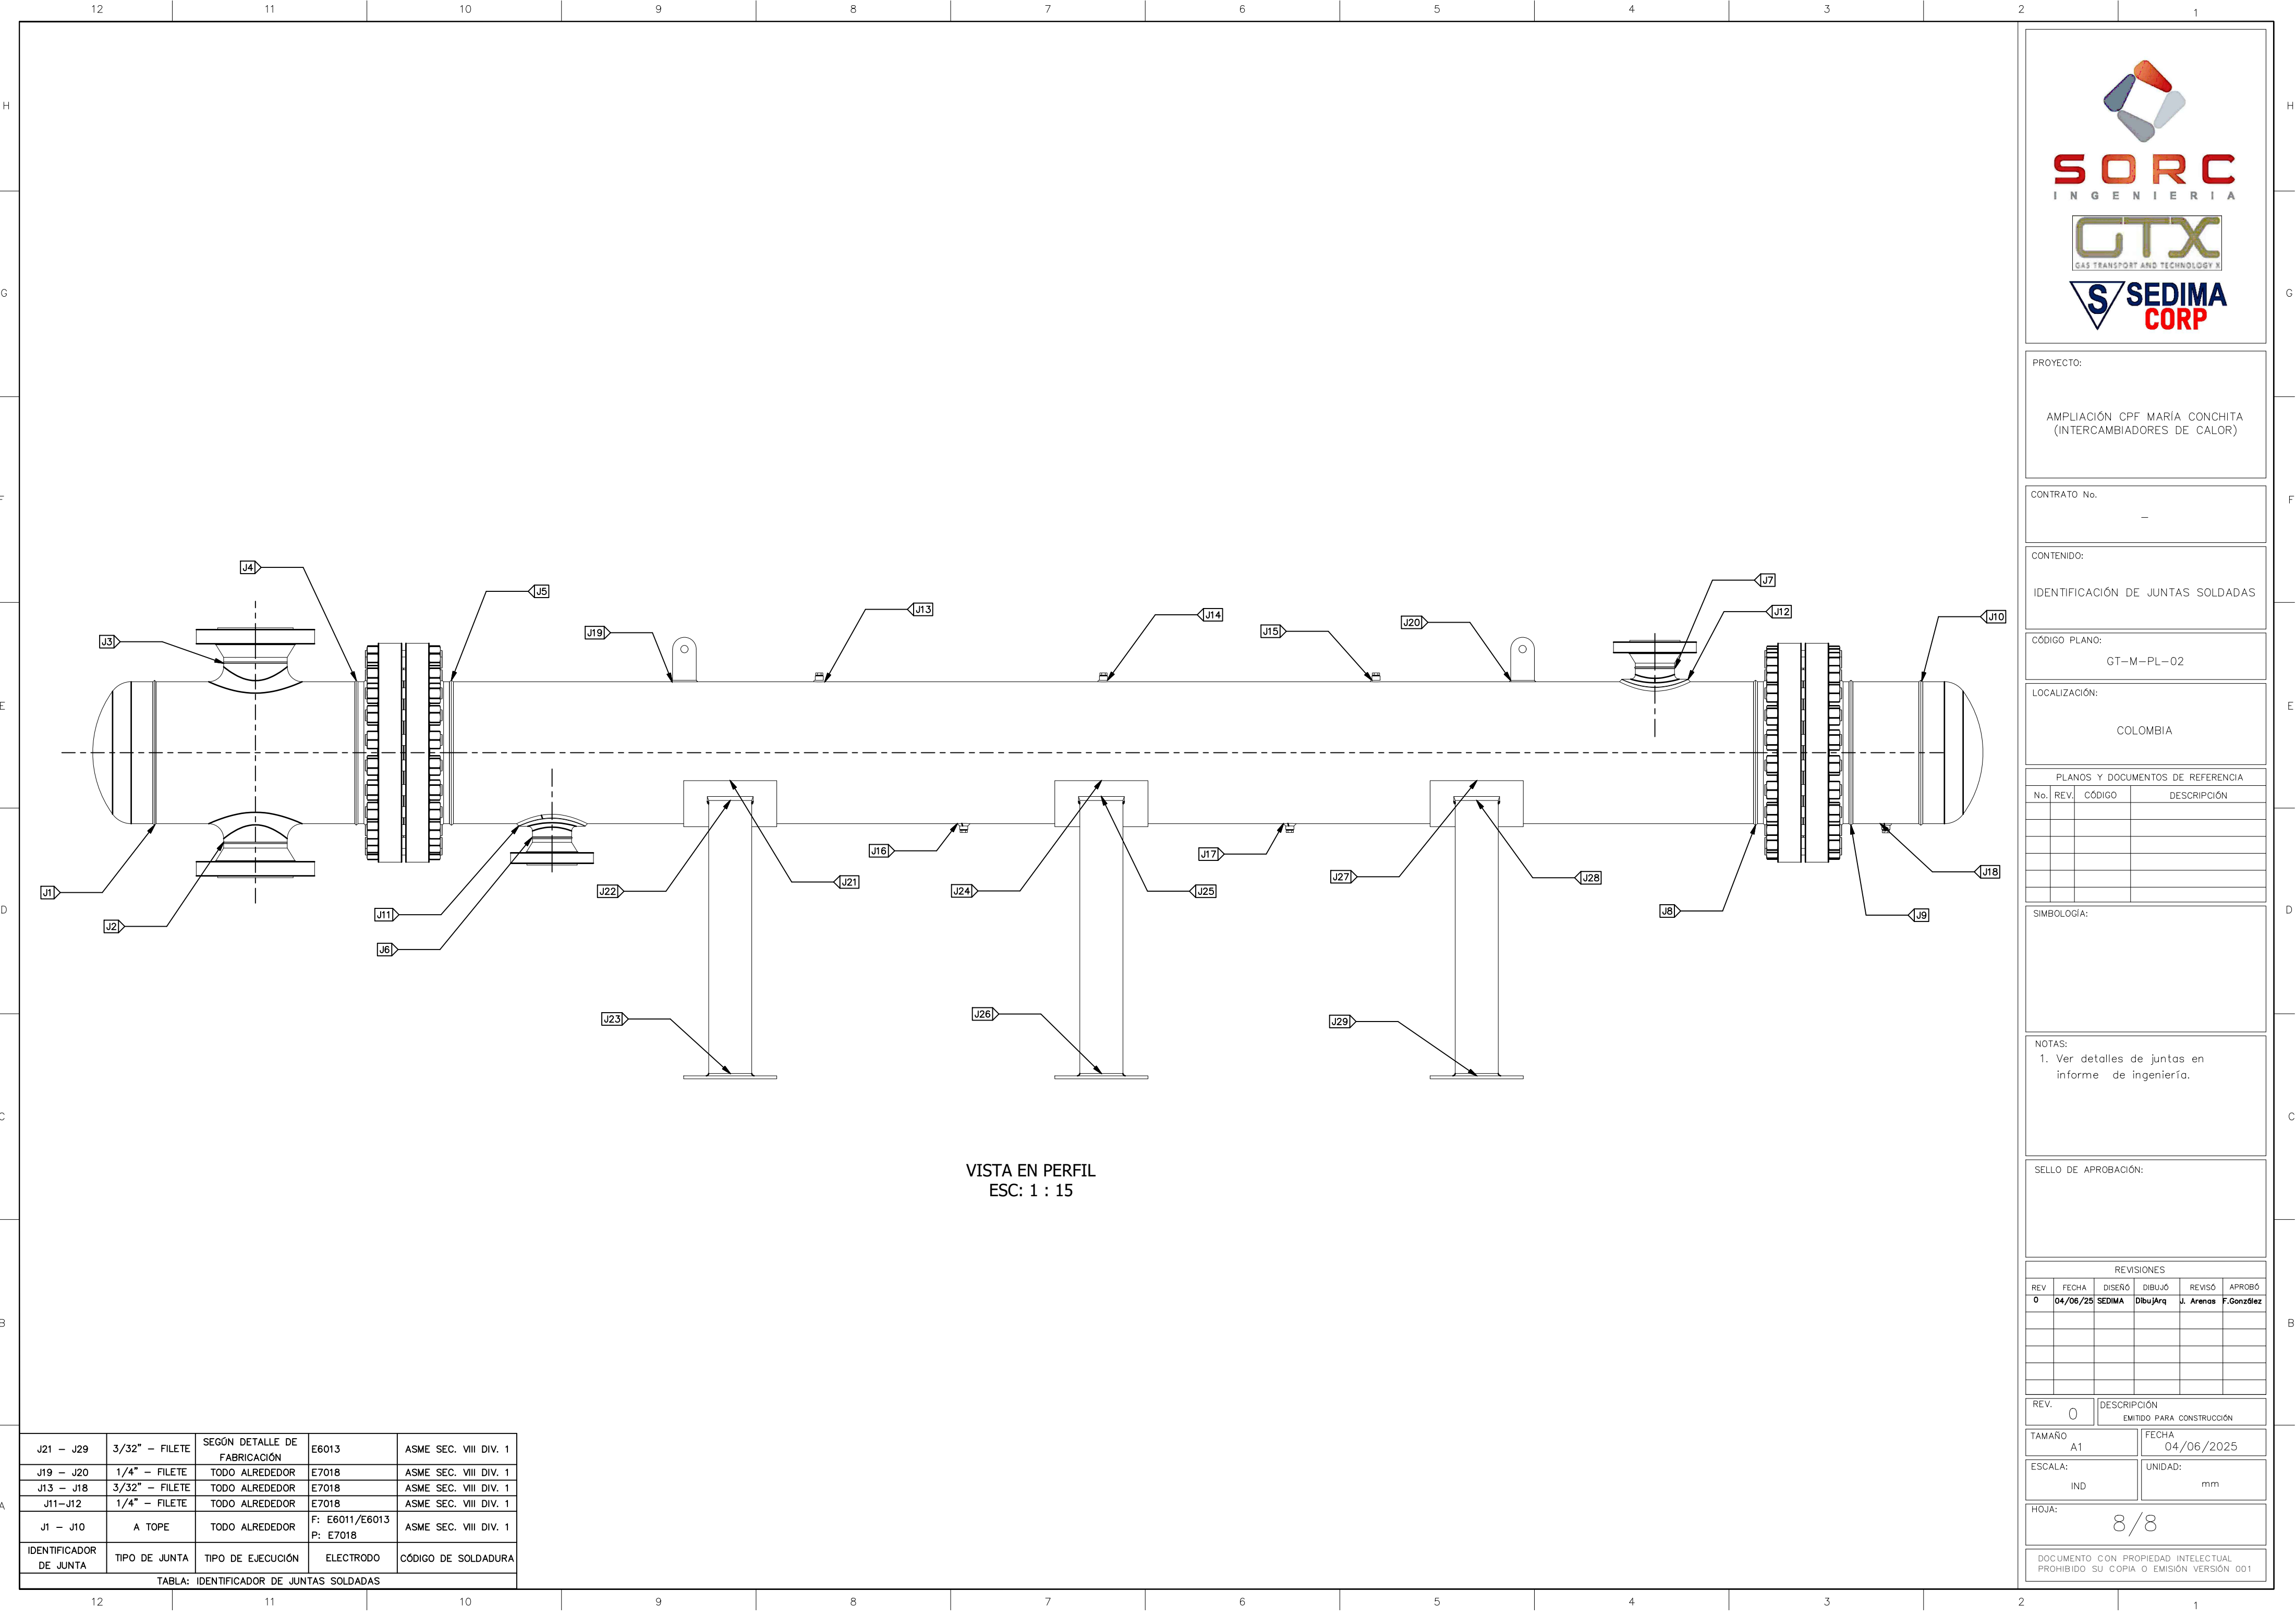 12 11 10 9 8 7 6 5 4 3 2 1
H H
G G
F F
E E
D D
C C
B B
A A
J4
J5
J3
J19
J13
J14
J15
J20
J7
J12
J10
J1
J2
J11
J6
J22
J21
J16
J24
J25
J17
J27
J28
J8
J9
J18
J23
J26
J29
VISTA EN PERFIL
ESC: 1 : 15
J21 – J29 3/32" – FILETE SEGÚN DETALLE DE FABRICACIÓN E6013 ASME SEC. VIII DIV. 1
J19 – J20 1/4" – FILETE TODO ALREDEDOR E7018 ASME SEC. VIII DIV. 1
J13 – J18 3/32" – FILETE TODO ALREDEDOR E7018 ASME SEC. VIII DIV. 1
J11–J12 1/4" – FILETE TODO ALREDEDOR E7018 ASME SEC. VIII DIV. 1
J1 – J10 A TOPE TODO ALREDEDOR F: E6011/E6013 P: E7018 ASME SEC. VIII DIV. 1
IDENTIFICADOR DE JUNTA TIPO DE JUNTA TIPO DE EJECUCIÓN ELECTRODO CÓDIGO DE SOLDADURA
TABLA: IDENTIFICADOR DE JUNTAS SOLDADAS
SORC
INGENIERIA
GTX
GAS TRANSPORT AND TECHNOLOGY X
S SEDIMA
CORP
PROYECTO:
AMPLIACIÓN CPF MARÍA CONCHITA
(INTERCAMBIADORES DE CALOR)
CONTRATO No.
–
CONTENIDO:
IDENTIFICACIÓN DE JUNTAS SOLDADAS
CÓDIGO PLANO:
GT–M–PL–02
LOCALIZACIÓN:
COLOMBIA
PLANOS Y DOCUMENTOS DE REFERENCIA
No. REV. CÓDIGO DESCRIPCIÓN
SIMBOLOGÍA:
NOTAS:
1. Ver detalles de juntas en
informe de ingeniería.
SELLO DE APROBACIÓN:
REVISIONES
REV FECHA DISEÑÓ DIBUJÓ REVISÓ APROBÓ
0 04/06/25 SEDIMA DibujArq J. Arenas F.González
REV. 0 DESCRIPCIÓN
EMITIDO PARA CONSTRUCCIÓN
TAMAÑO FECHA
A1 04/06/2025
ESCALA: UNIDAD:
IND mm
HOJA:
8/8
DOCUMENTO CON PROPIEDAD INTELECTUAL
PROHIBIDO SU COPIA O EMISIÓN VERSIÓN 001
12 11 10 9 8 7 6 5 4 3 2 1